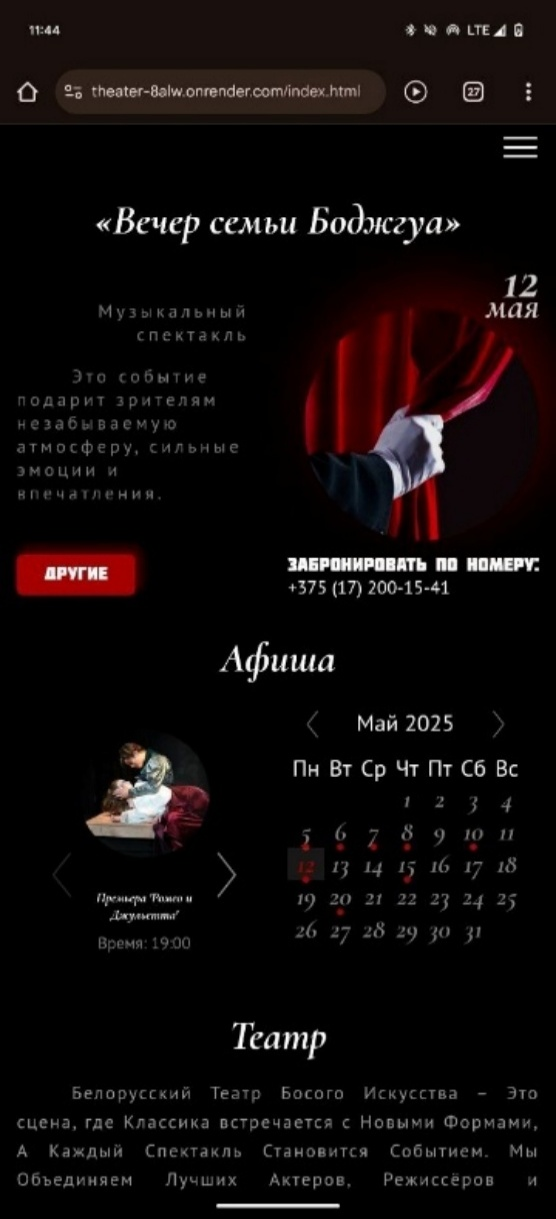 11:44
LTE
theater-8alw.onrender.com/index.html
27
«Вечер семьи Боджгуа»
12
мая
Музыкальный
спектакль
Это событие
подарит зрителям
незабываемую
атмосферу, сильные
эмоции и
впечатления.
ДРУГИЕ
ЗАБРОНИРОВАТЬ ПО НОМЕРУ:
+375 (17) 200-15-41
Афиша
Май 2025
Пн Вт Ср Чт Пт Сб Вс
1 2 3 4
5 6 7 8 9 10 11
12 13 14 15 16 17 18
19 20 21 22 23 24 25
26 27 28 29 30 31
Премьера "Ромео и
Джульетта"
Время: 19:00
Театр
Белорусский Театр Босого Искусства – Это
сцена, где Классика встречается с Новыми Формами,
А Каждый Спектакль Становится Событием. Мы
Объединяем Лучших Актеров, Режиссёров и